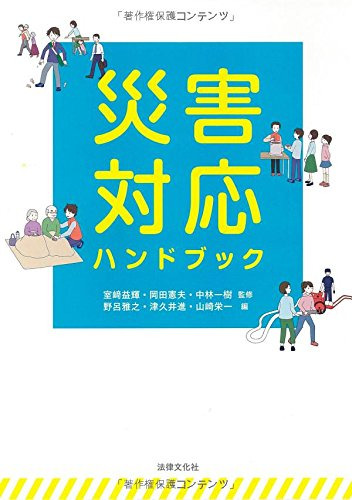 「著作権保護コンテンツ」
災害
対応
ハンドブック
室﨑益輝・岡田憲夫・中林一樹 監修
野呂雅之・津久井進・山崎栄一 編
法律文化社
「著作権保護コンテンツ」